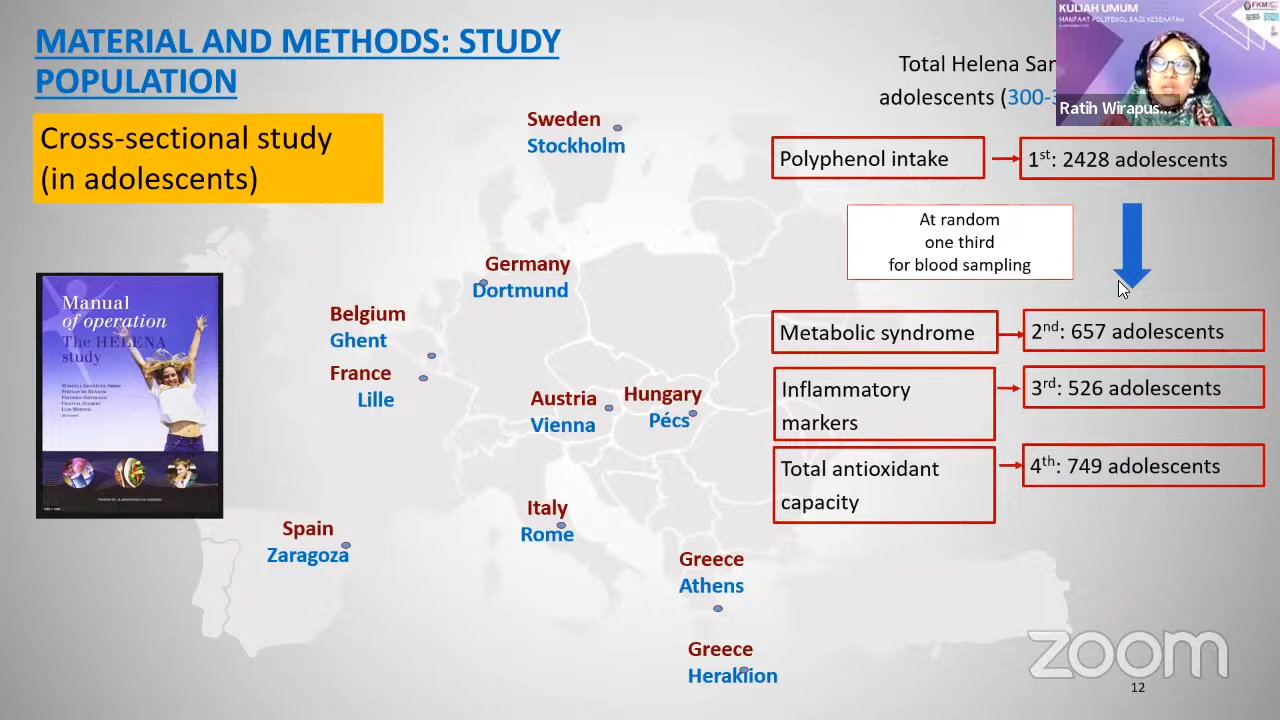 MATERIAL AND METHODS: STUDY
POPULATION
Cross-sectional study
(in adolescents)
Manual
of operation
The HELENA
study
Sweden
Stockholm
Germany
Dortmund
Belgium
Ghent
France
Lille
Austria
Vienna
Hungary
Pécs
Italy
Rome
Spain
Zaragoza
Greece
Athens
Greece
Heraklion
Total Helena
adolescents (300-
Polyphenol intake
1st: 2428 adolescents
At random
one third
for blood sampling
Metabolic syndrome
2nd: 657 adolescents
Inflammatory
markers
3rd: 526 adolescents
Total antioxidant
capacity
4th: 749 adolescents
KULIAH UMUM
MANFAAT POLIFENOL BAGI KESEHATAN
FKM
Ratih Wirapus...
zoom
12